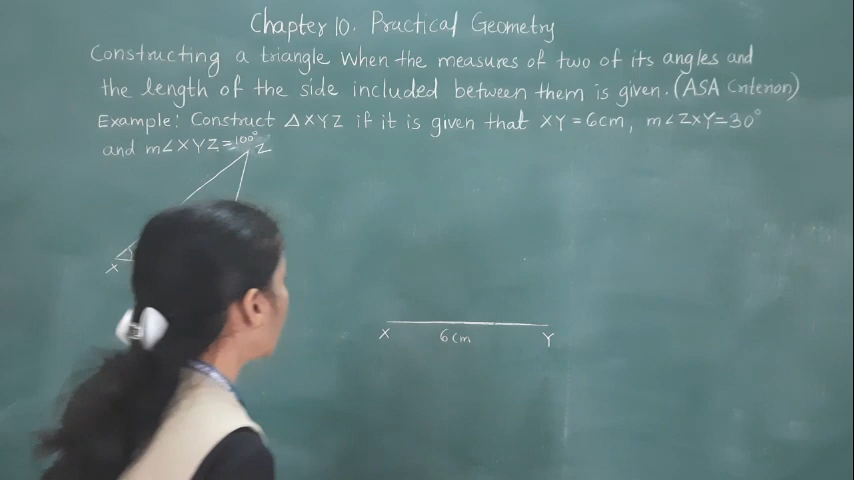 Chapter 10. Practical Geometry
Constructing a triangle when the measures of two of its angles and
the length of the side included between them is given. (ASA Criterion)
Example: Construct △XYZ if it is given that XY=6cm, m∠ZXY=30°
and m∠XYZ=100°
Z
X
X 6cm Y